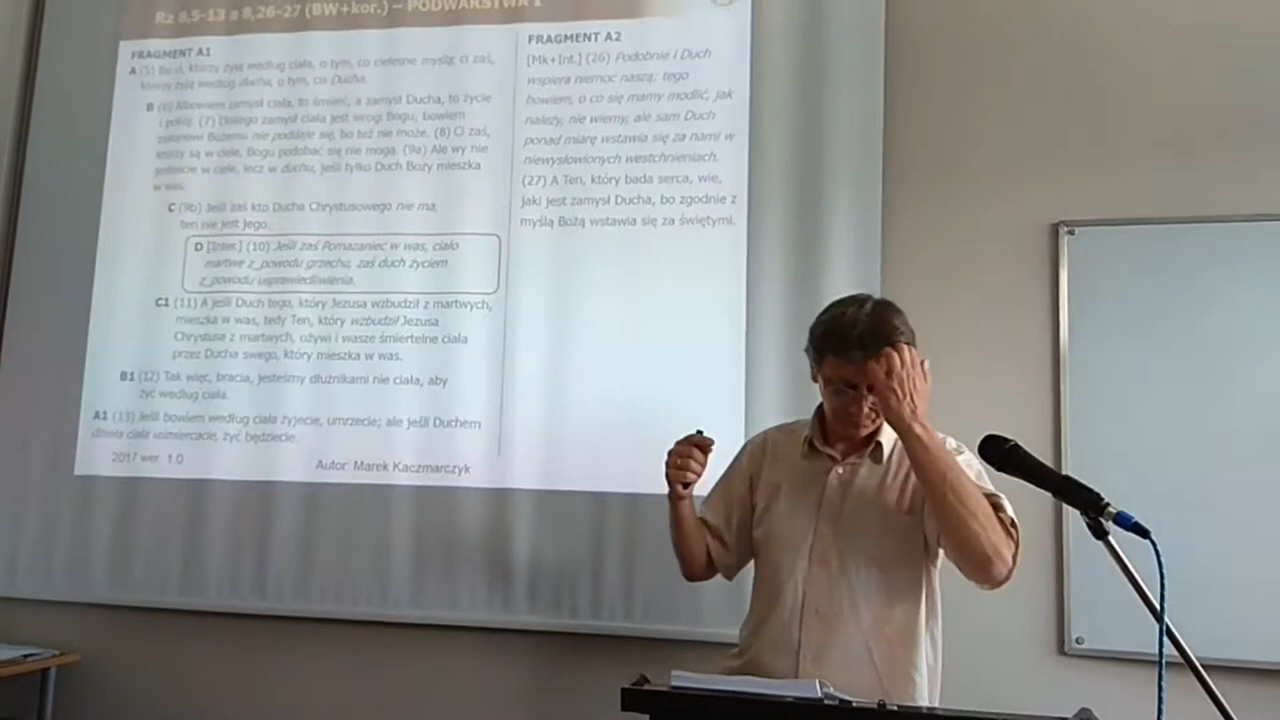 Rz 8,5-13 a 8,26-27 (BW+kor.) – PODWARSTWA 1
FRAGMENT A1
A (5) Bo ci, którzy żyją według ciała, o tym, co cielesne myślą; ci zaś,
którzy żyją według ducha, o tym, co Ducha.
B (6) Albowiem zamysł ciała, to śmierć, a zamysł Ducha, to życie
i pokój. (7) Dlatego zamysł ciała jest wrogi Bogu, bowiem
zakonowi Bożemu nie poddaje się, bo też nie może. (8) Ci zaś,
którzy są w ciele, Bogu podobać się nie mogą. (9a) Ale wy nie
jesteście w ciele, lecz w duchu, jeśli tylko Duch Boży mieszka
w was.
C (9b) Jeśli zaś kto Ducha Chrystusowego nie ma,
ten nie jest jego.
D [Inter.] (10) Jeśli zaś Pomazaniec w was, ciało
martwe z_powodu grzechu, zaś duch życiem
z_powodu usprawiedliwienia.
C1 (11) A jeśli Duch tego, który Jezusa wzbudził z martwych,
mieszka w was, tedy Ten, który wzbudził Jezusa
Chrystusa z martwych, ożywi i wasze śmiertelne ciała
przez Ducha swego, który mieszka w was.
B1 (12) Tak więc, bracia, jesteśmy dłużnikami nie ciała, aby
żyć według ciała.
A1 (13) Jeśli bowiem według ciała żyjecie, umrzecie; ale jeśli Duchem
dzieła ciała uśmiercacie, żyć będziecie.
2017 wer. 1.0
Autor: Marek Kaczmarczyk
FRAGMENT A2
[Mk+Int.] (26) Podobnie i Duch
wspiera niemoc naszą; tego
bowiem, o co się mamy modlić, jak
należy, nie wiemy, ale sam Duch
ponad miarę wstawia się za nami w
niewysłowionych westchnieniach.
(27) A Ten, który bada serca, wie,
jaki jest zamysł Ducha, bo zgodnie z
myślą Bożą wstawia się za świętymi.